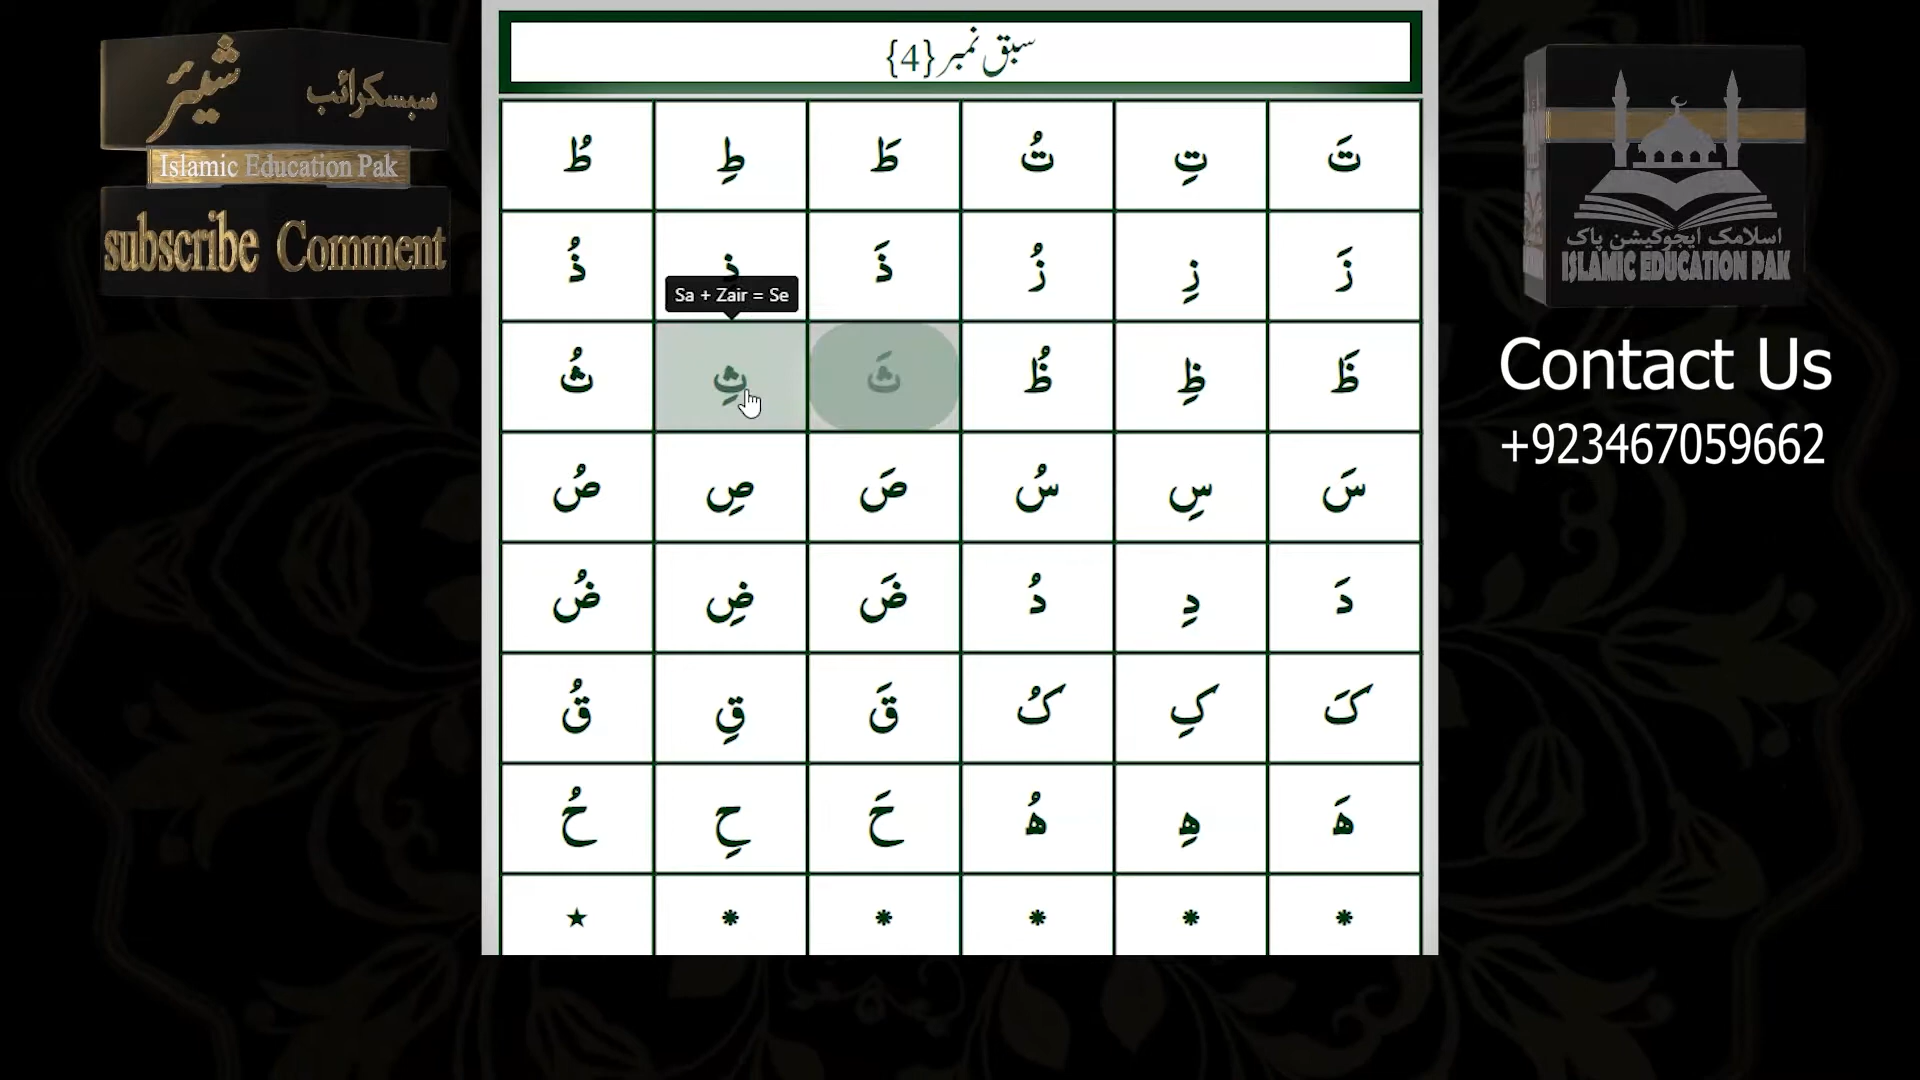 سبق نمبر {4}
تَ تِ تُ طَ طِ طُ
زَ زِ زُ ذَ ذِ ذُ
Sa + Zair = Se
ظَ ظِ ظُ ثَ ثِ ثُ
سَ سِ سُ صَ صِ صُ
دَ دِ دُ ضَ ضِ ضُ
کَ کِ کُ قَ قِ قُ
هَ هِ هُ حَ حِ حُ
* * * * * ★
شیئر
سبسکرائب
Islamic Education Pak
subscribe Comment
اسلامک ایجوکیشن پاک
ISLAMIC EDUCATION PAK
Contact Us
+923467059662